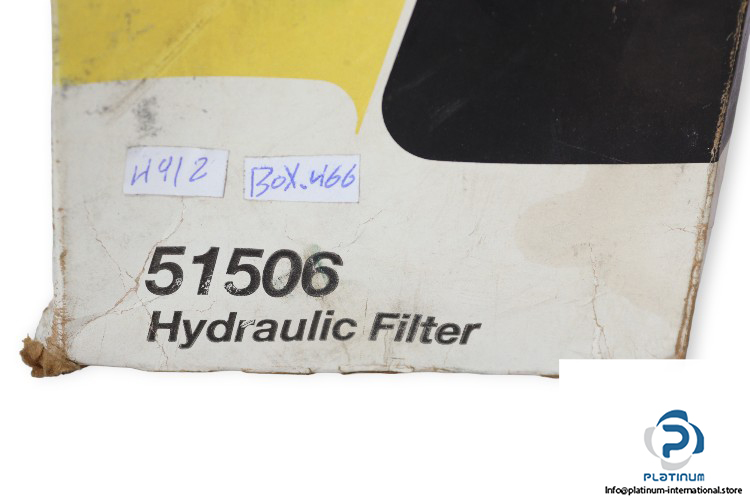 H912
BOX.466
51506
Hydraulic Filter
PLATINUM
Info@platinum-international.store